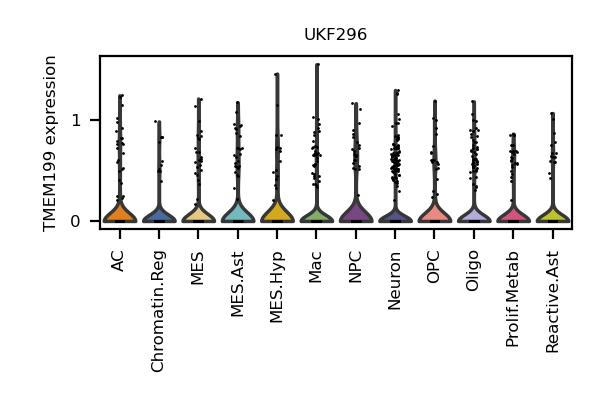 UKF296
TMEM199 expression
1
0
AC
Chromatin.Reg
MES
MES.Ast
MES.Hyp
Mac
NPC
Neuron
OPC
Oligo
Prolif.Metab
Reactive.Ast